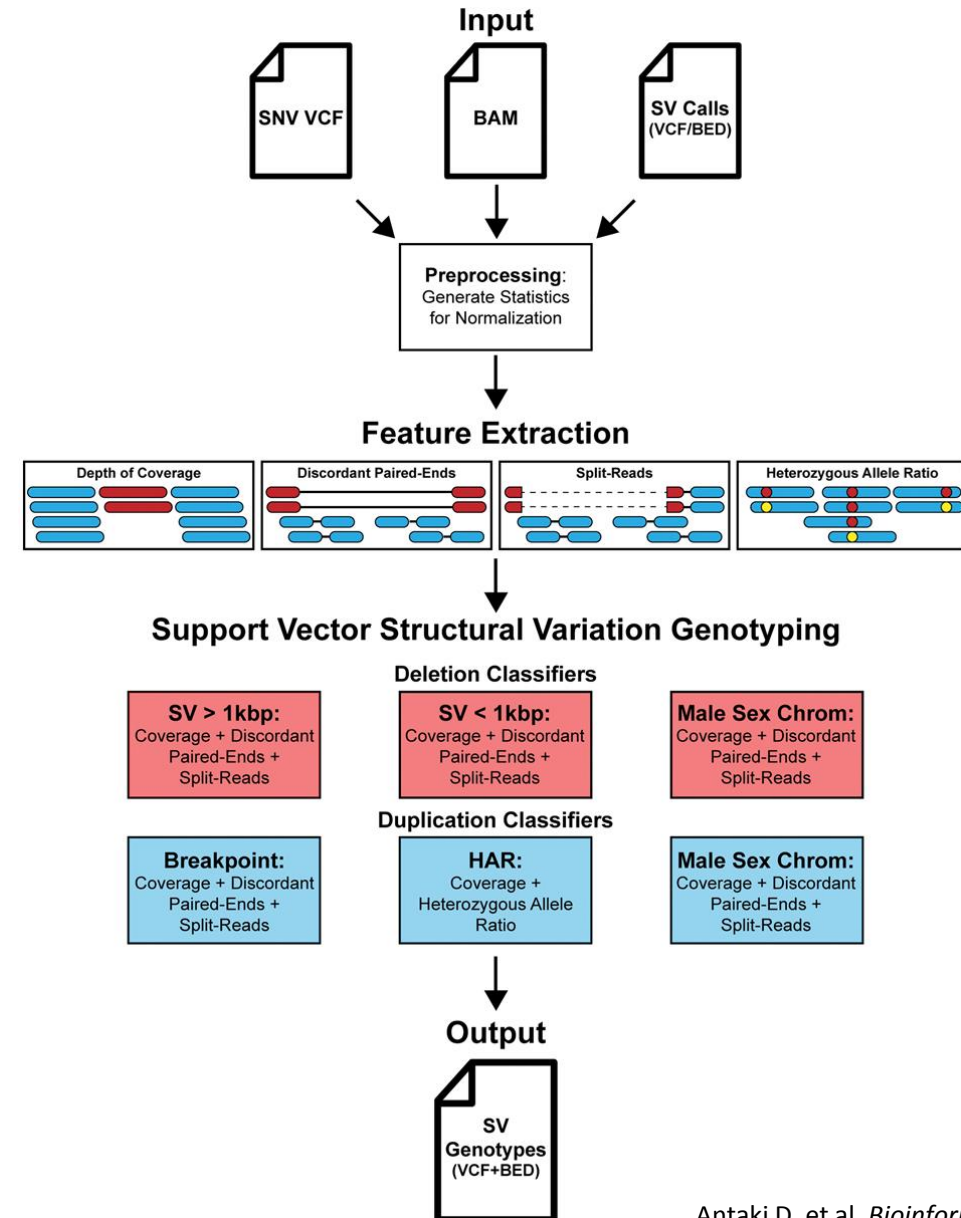 Input
SNV VCF
BAM
SV Calls
(VCF/BED)
Preprocessing:
Generate Statistics
for Normalization
Feature Extraction
Depth of Coverage
Discordant Paired-Ends
Split-Reads
Heterozygous Allele Ratio
Support Vector Structural Variation Genotyping
Deletion Classifiers
SV > 1kbp:
Coverage + Discordant
Paired-Ends +
Split-Reads
SV < 1kbp:
Coverage + Discordant
Paired-Ends +
Split-Reads
Male Sex Chrom:
Coverage + Discordant
Paired-Ends +
Split-Reads
Duplication Classifiers
Breakpoint:
Coverage + Discordant
Paired-Ends +
Split-Reads
HAR:
Coverage +
Heterozygous Allele
Ratio
Male Sex Chrom:
Coverage + Discordant
Paired-Ends +
Split-Reads
Output
SV
Genotypes
(VCF+BED)
Antaki D, et al.